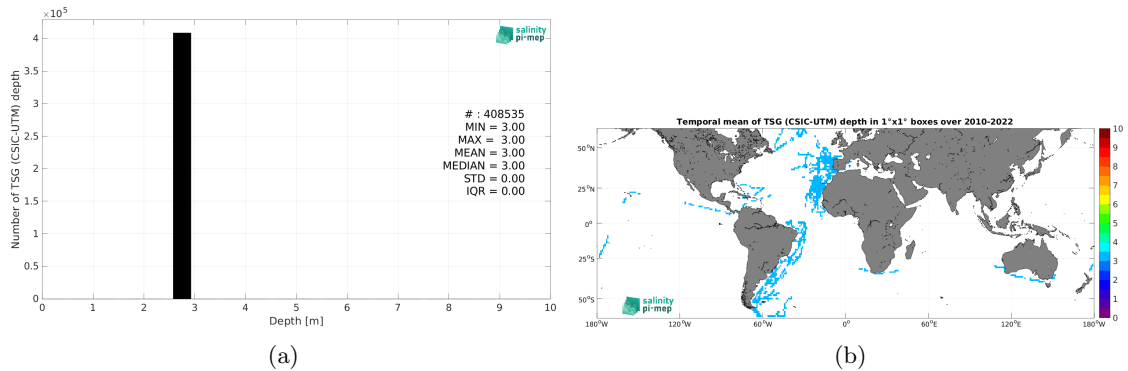 ×10⁵
4
3.5
3
2.5
2
1.5
1
0.5
0
Number of TSG (CSIC-UTM) depth
salinity
pi-mep
# : 408535
MIN = 3.00
MAX = 3.00
MEAN = 3.00
MEDIAN = 3.00
STD = 0.00
IQR = 0.00
0 1 2 3 4 5 6 7 8 9 10
Depth [m]
(a)
Temporal mean of TSG (CSIC-UTM) depth in 1°x1° boxes over 2010-2022
50°N
25°N
0°
25°S
50°S
salinity
pi-mep
180°W 120°W 60°W 0°E 60°E 120°E 180°W
10
9
8
7
6
5
4
3
2
1
0
(b)